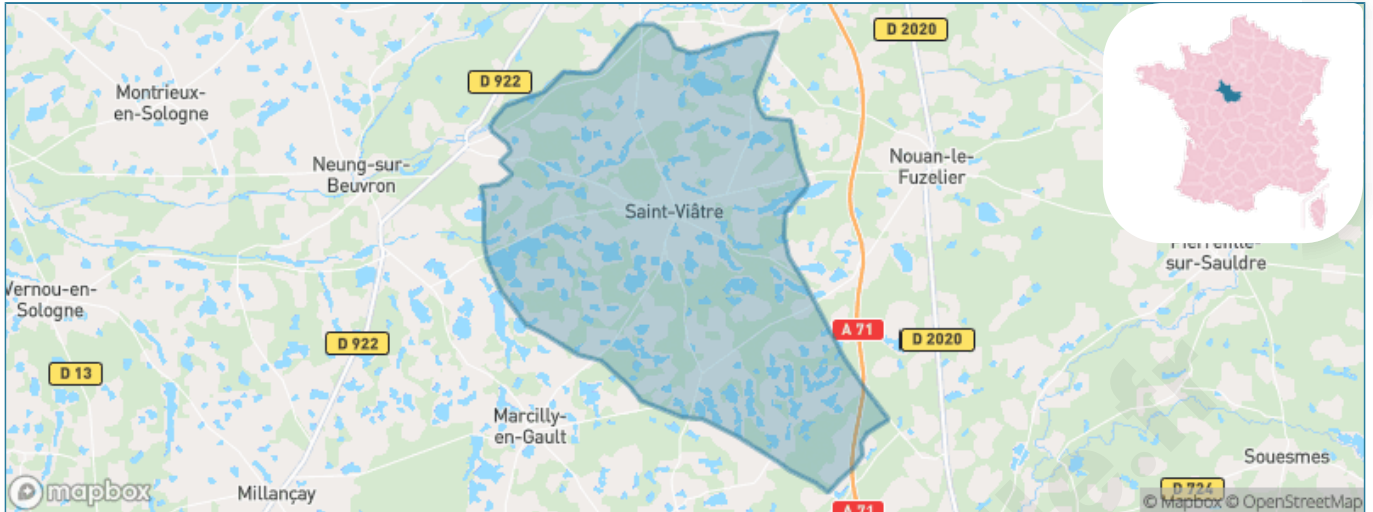 D 2020
D 922
Montrieux-
en-Sologne
Neung-sur-
Beuvron
Nouan-le-
Fuzelier
Saint-Viâtre
sur-Sauldre
Vernou-en-
Sologne
A 71
D 2020
D 922
D 13
Marcilly-
en-Gault
Souesmes
mapbox
Millançay
D 724
© Mapbox © OpenStreetMap
A 71